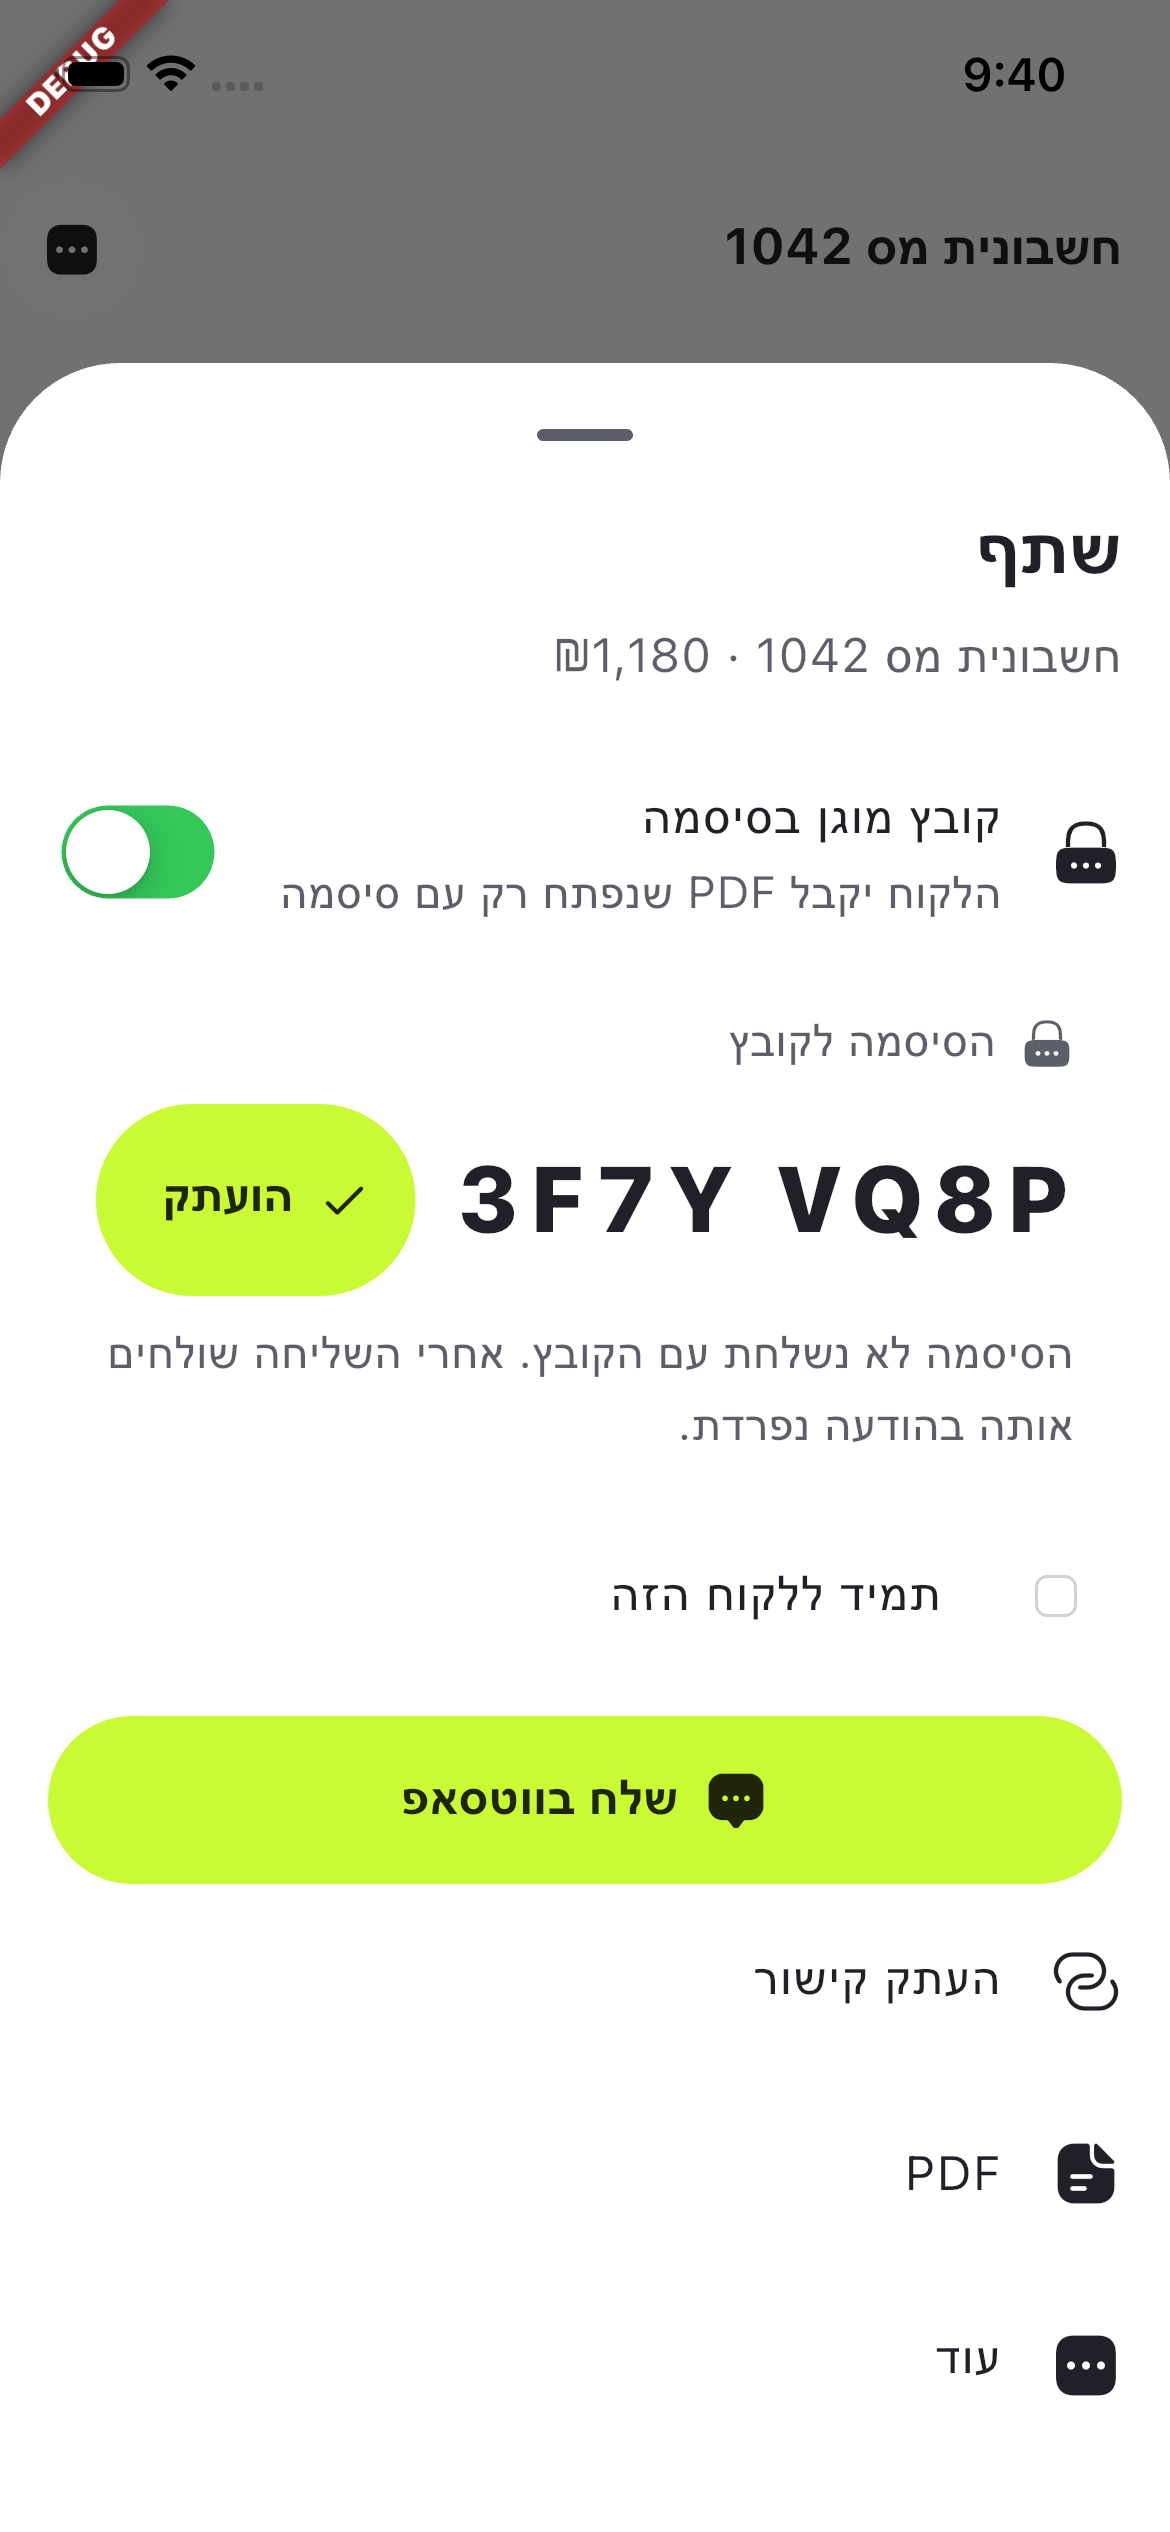 DEBUG
9:40
חשבונית מס 1042
שתף
חשבונית מס 1042 · 1,180₪
קובץ מוגן בסיסמה
הלקוח יקבל PDF שנפתח רק עם סיסמה
הסיסמה לקובץ
3F7Y VQ8P
הועתק
הסיסמה לא נשלחת עם הקובץ. אחרי השליחה שולחים
אותה בהודעה נפרדת.
תמיד ללקוח הזה
שלח בווטסאפ
העתק קישור
PDF
עוד